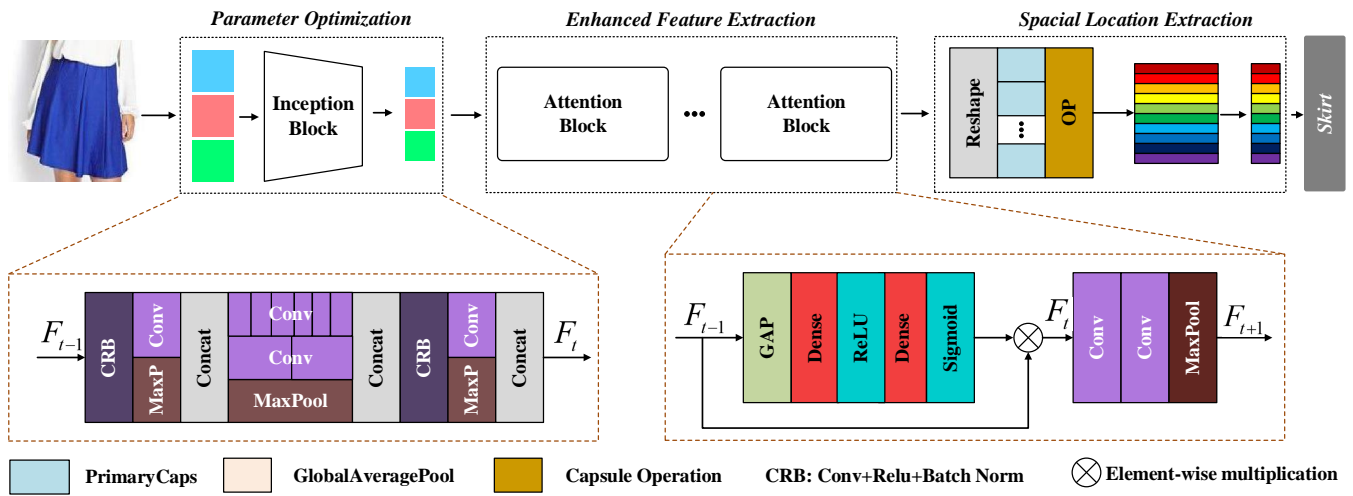 Parameter Optimization
Enhanced Feature Extraction
Spacial Location Extraction
Inception
Block
Attention
Block
•••
Attention
Block
Reshape
•••
OP
Skirt
F_{t-1}
CRB
Conv
MaxP
Concat
Conv
Conv
MaxPool
Concat
CRB
Conv
MaxP
Concat
F_t
F_{t-1}
GAP
Dense
ReLU
Dense
Sigmoid
F_t
Conv
Conv
MaxPool
F_{t+1}
PrimaryCaps
GlobalAveragePool
Capsule Operation
CRB: Conv+Relu+Batch Norm
Element-wise multiplication